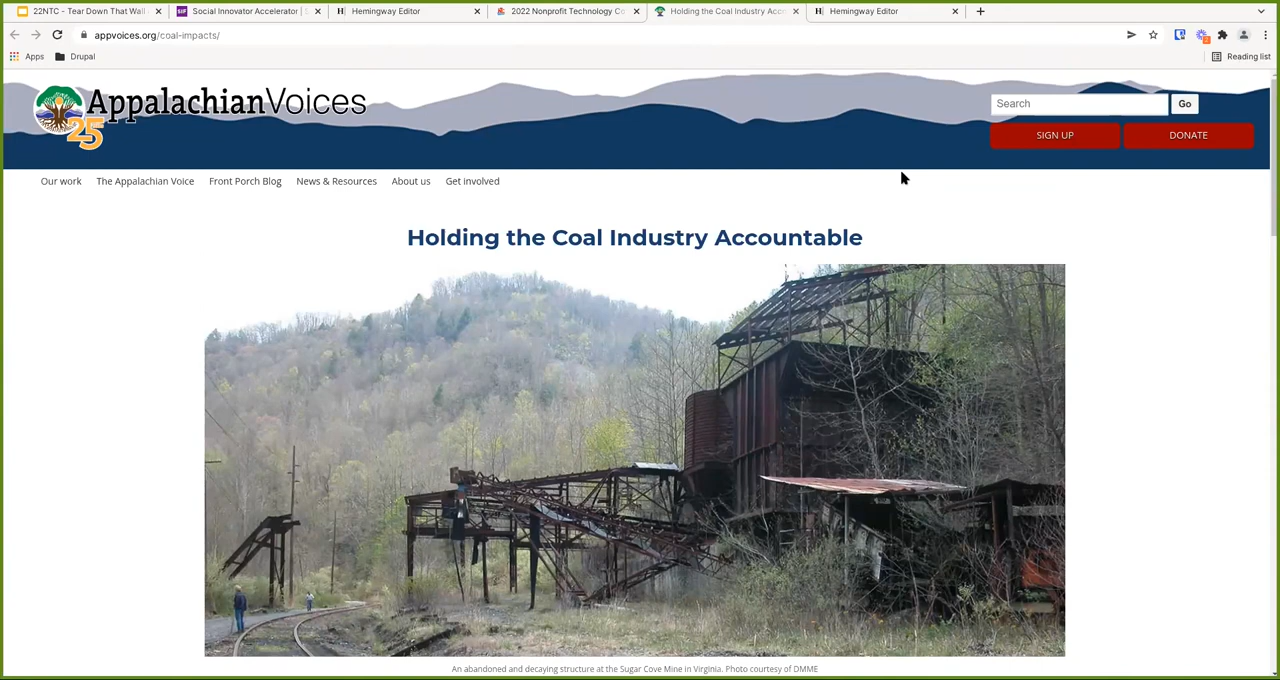 22NTC - Tear Down That Wall
Social Innovator Accelerator |
Hemingway Editor
2022 Nonprofit Technology Co
Holding the Coal Industry Acc
Hemingway Editor
appvoices.org/coal-impacts/
Apps
Drupal
Reading list
AppalachianVoices
25
Search
Go
SIGN UP
DONATE
Our work
The Appalachian Voice
Front Porch Blog
News & Resources
About us
Get involved
Holding the Coal Industry Accountable
An abandoned and decaying structure at the Sugar Cove Mine in Virginia. Photo courtesy of DMME